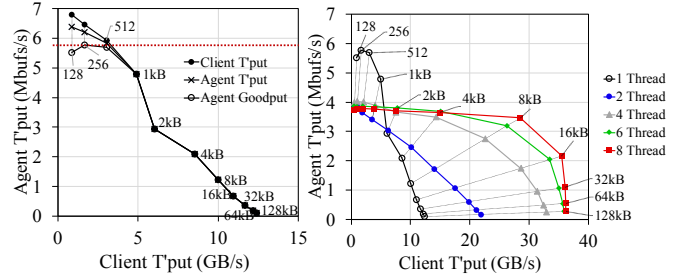 Agent T'put (Mbufs/s)
7
6
5
4
3
2
1
0
0
5
10
15
Client T'put (GB/s)
128
256
512
1kB
2kB
4kB
8kB
16kB
32kB
64kB
128kB
Client T'put
Agent T'put
Agent Goodput
Agent T'put (Mbufs/s)
7
6
5
4
3
2
1
0
0
10
20
30
40
Client T'put (GB/s)
128
256
512
1kB
2kB
4kB
8kB
16kB
32kB
64kB
128kB
1 Thread
2 Thread
4 Thread
6 Thread
8 Thread